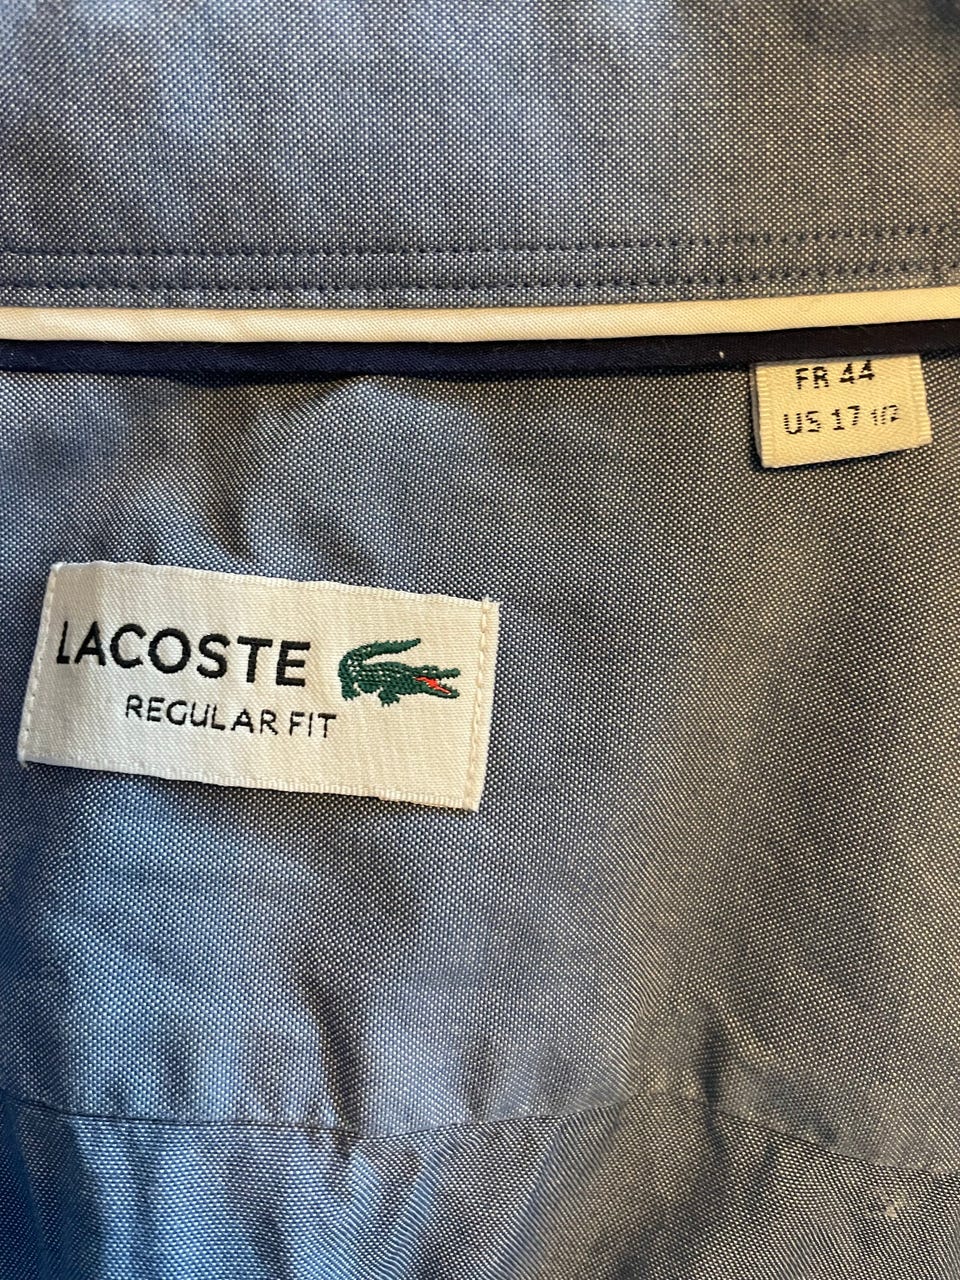 FR 44
US 17 1/2
LACOSTE
REGULAR FIT